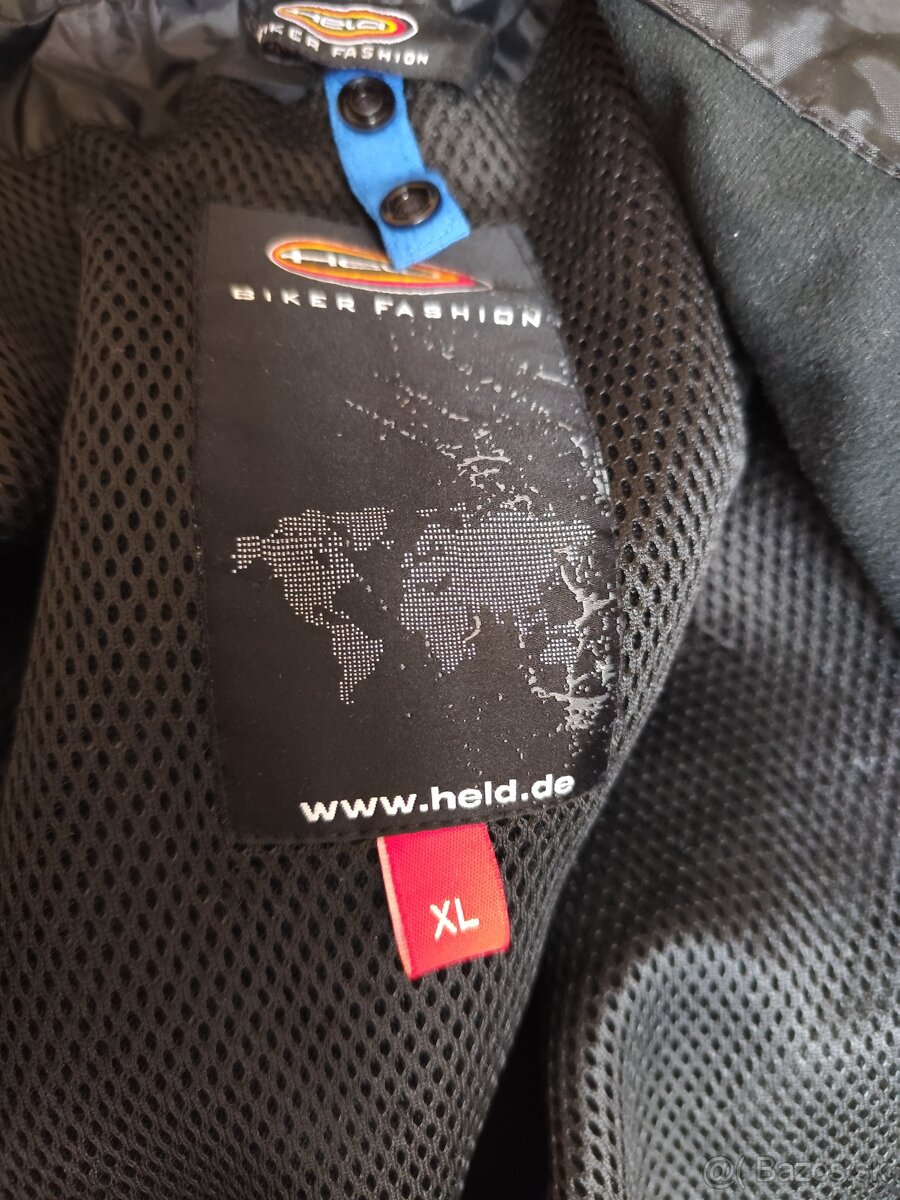 Held
BIKER FASHION
Held
BIKER FASHION
www.held.de
XL
@ Bazos.sk